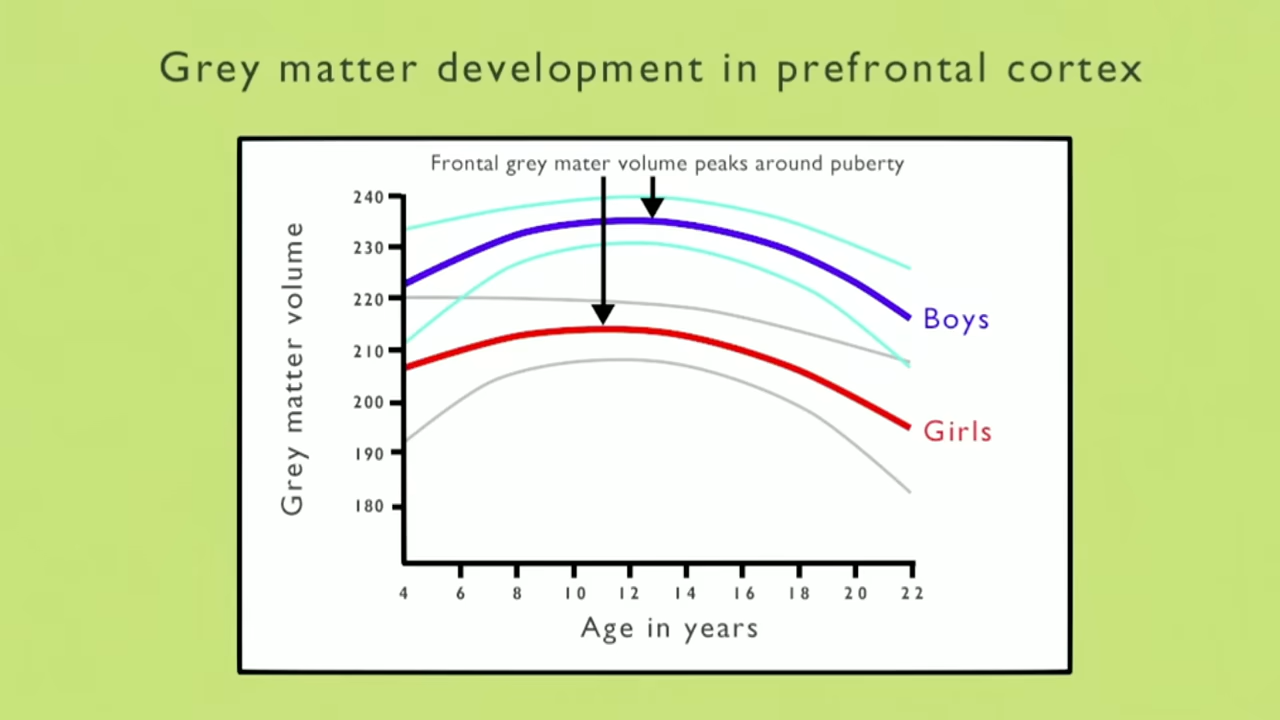 Grey matter development in prefrontal cortex
Frontal grey mater volume peaks around puberty
Grey matter volume
240
230
220
210
200
190
180
Boys
Girls
4 6 8 10 12 14 16 18 20 22
Age in years